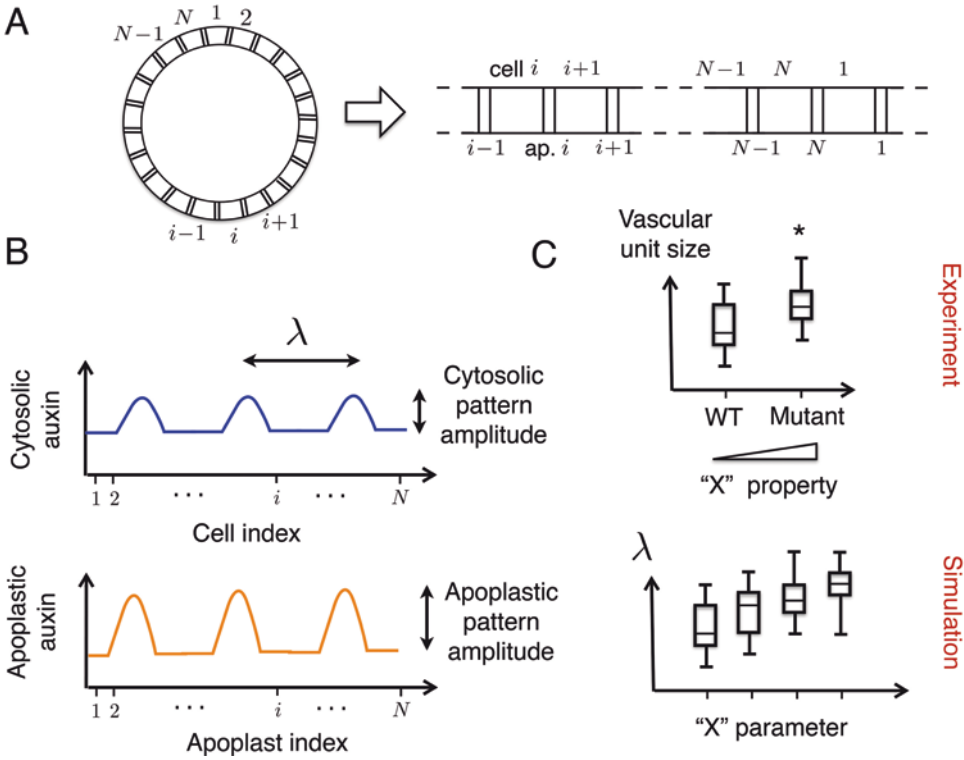 A
N−1 N 1 2
i−1 i i+1
cell i i+1 N−1 N 1
i−1 ap. i i+1 N−1 N 1
B
λ
Cytosolic
auxin
Cytosolic
pattern
amplitude
1 2 ... i ... N
Cell index
Apoplastic
auxin
Apoplastic
pattern
amplitude
1 2 ... i ... N
Apoplast index
C
Vascular
unit size
*
WT Mutant
“X” property
Experiment
λ
“X” parameter
Simulation